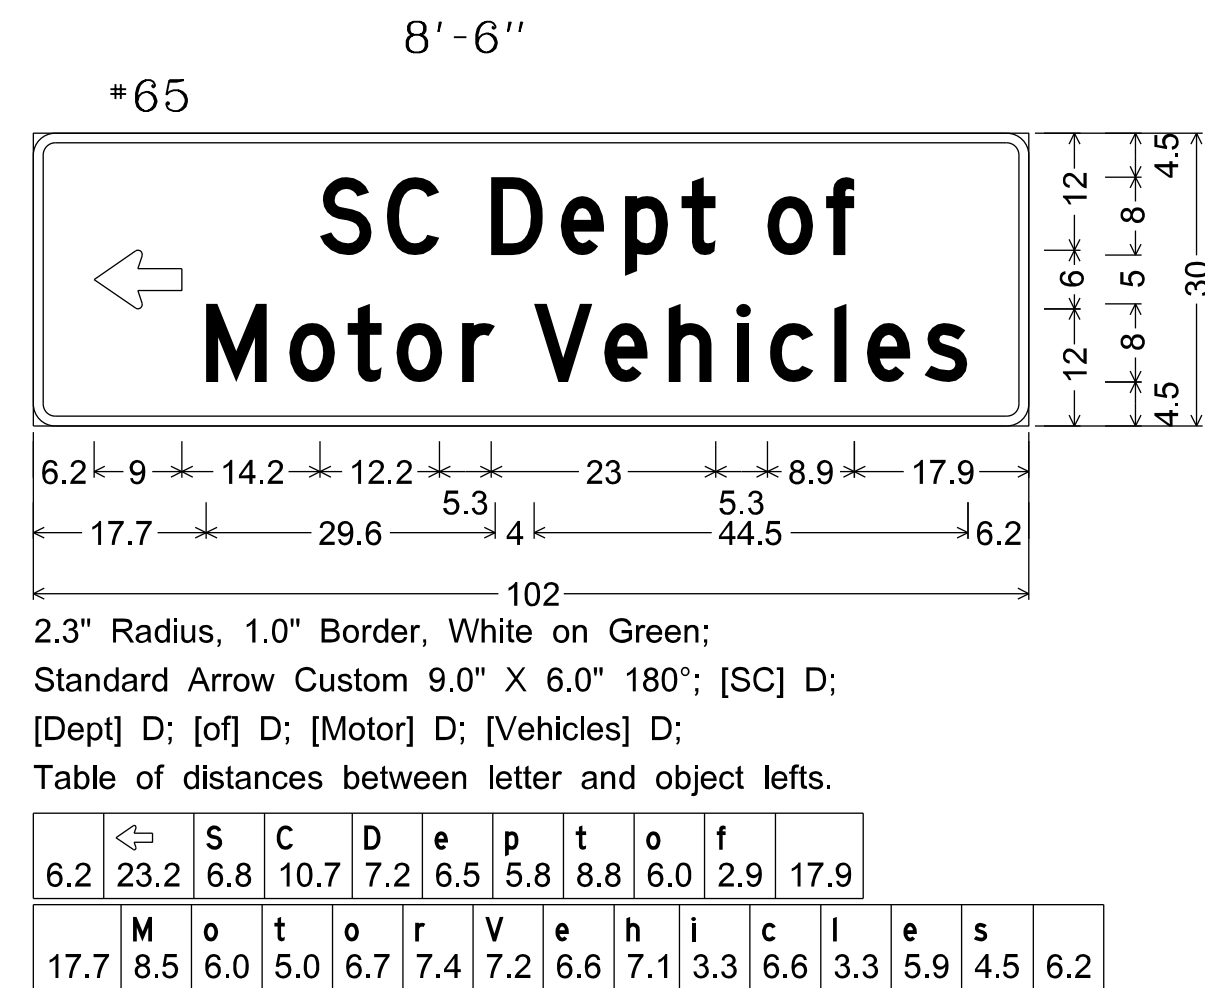 8'-6"
#65
SC Dept of
Motor Vehicles
12 6 12
4.5 8 5 8 4.5
30
6.2 9 14.2 12.2 5.3 23 5.3 8.9 17.9
17.7 29.6 4 44.5 6.2
102
2.3" Radius, 1.0" Border, White on Green;
Standard Arrow Custom 9.0" X 6.0" 180°; [SC] D;
[Dept] D; [of] D; [Motor] D; [Vehicles] D;
Table of distances between letter and object lefts.
S C D e p t o f
6.2 23.2 6.8 10.7 7.2 6.5 5.8 8.8 6.0 2.9 17.9
M o t o r V e h i c l e s
17.7 8.5 6.0 5.0 6.7 7.4 7.2 6.6 7.1 3.3 6.6 3.3 5.9 4.5 6.2